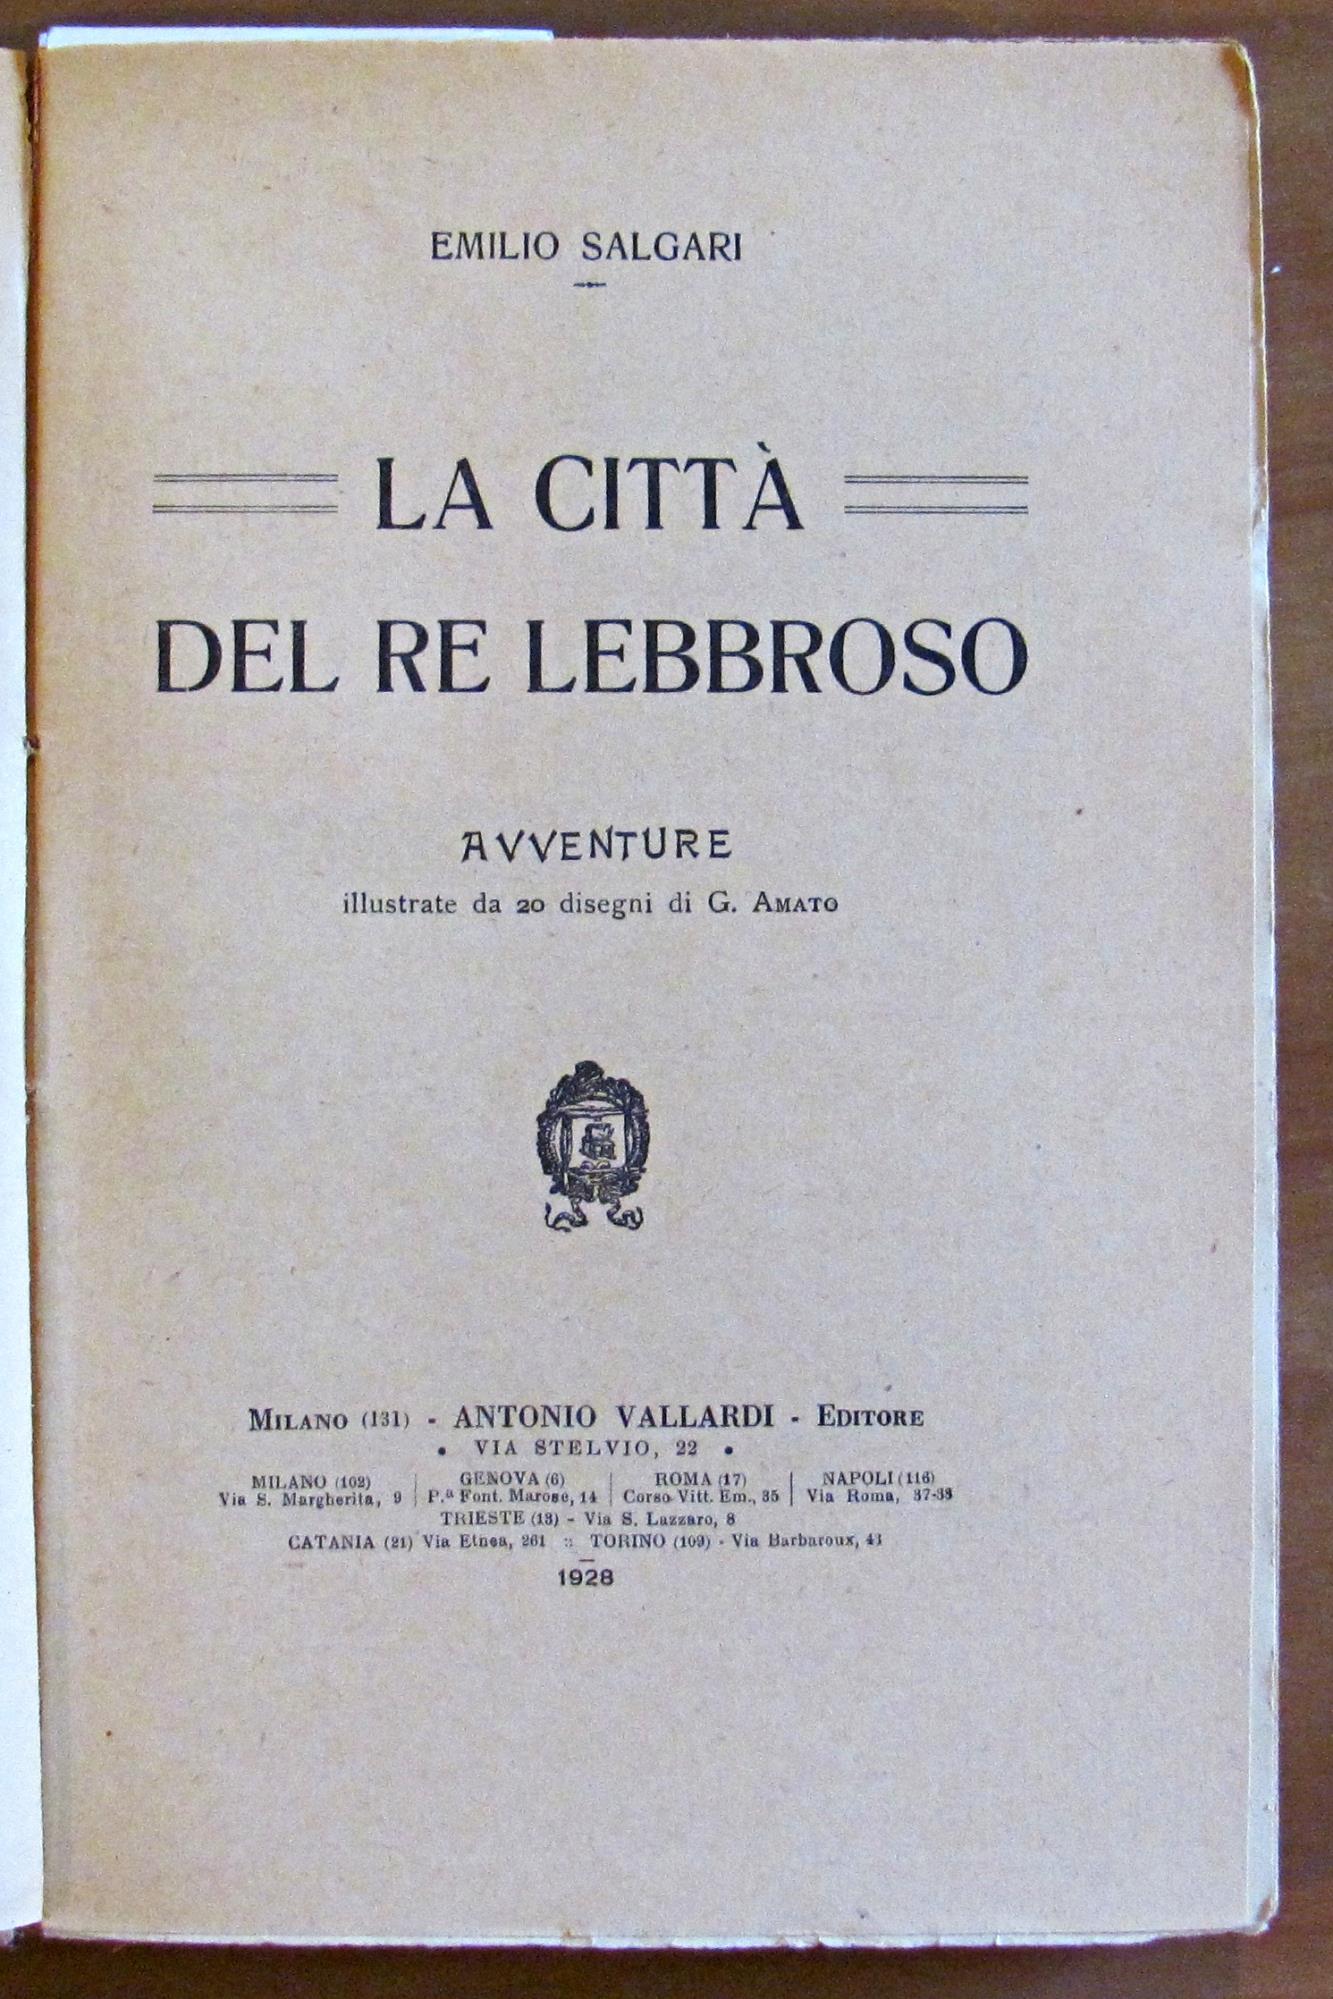 EMILIO SALGARI
LA CITTÀ
DEL RE LEBBROSO
AVVENTURE
illustrate da 20 disegni di G. AMATO
MILANO (131) - ANTONIO VALLARDI - EDITORE
• VIA STELVIO, 22 •
MILANO (102) | GENOVA (6) | ROMA (17) | NAPOLI (116)
Via S. Margherita, 9 | P.ª Font. Marose, 14 | Corso Vitt. Em., 35 | Via Roma, 37-38
TRIESTE (13) - Via S. Lazzaro, 8
CATANIA (21) Via Etnea, 261 :: TORINO (109) - Via Barbaroux,
1928